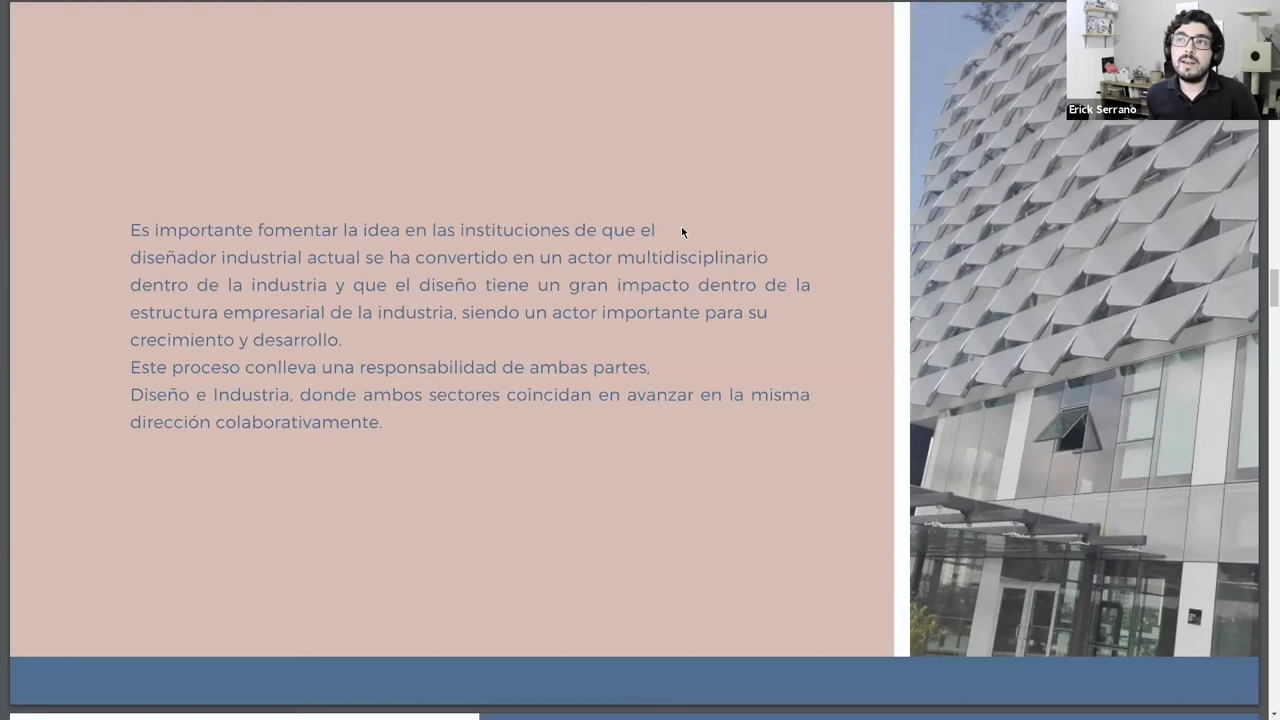 Erick Serrano
Es importante fomentar la idea en las instituciones de que el
diseñador industrial actual se ha convertido en un actor multidisciplinario
dentro de la industria y que el diseño tiene un gran impacto dentro de la
estructura empresarial de la industria, siendo un actor importante para su
crecimiento y desarrollo.
Este proceso conlleva una responsabilidad de ambas partes,
Diseño e Industria, donde ambos sectores coincidan en avanzar en la misma
dirección colaborativamente.